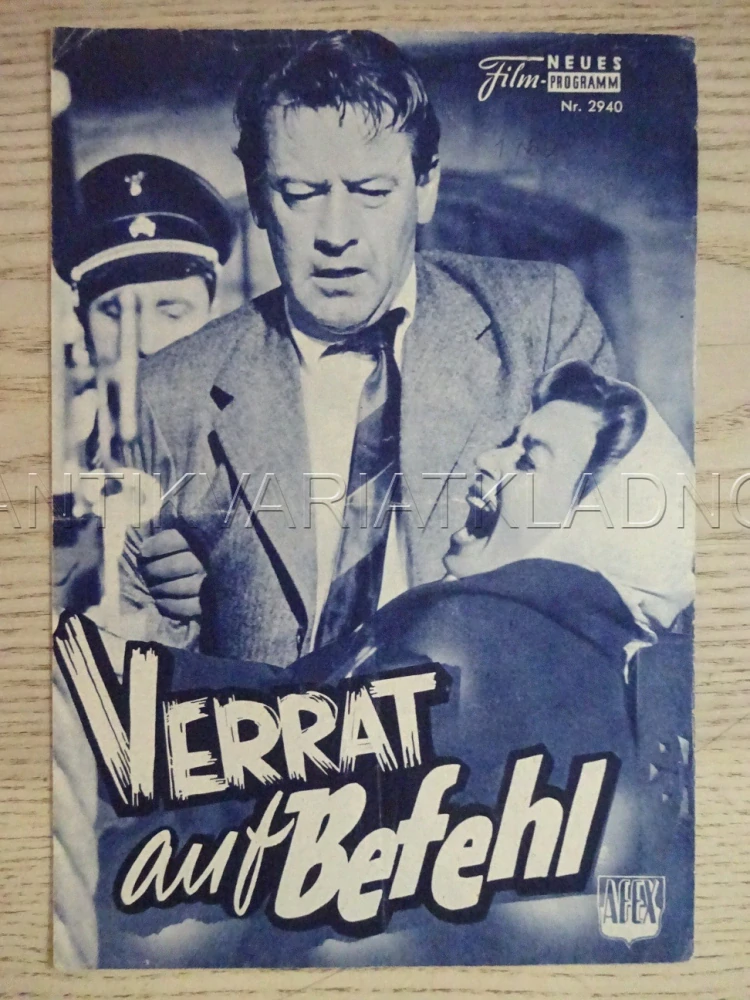 Film-NEUES PROGRAMM
Nr. 2940
ANTIKVARIATKLADNO
VERRAT
auf Befehl
AFEX